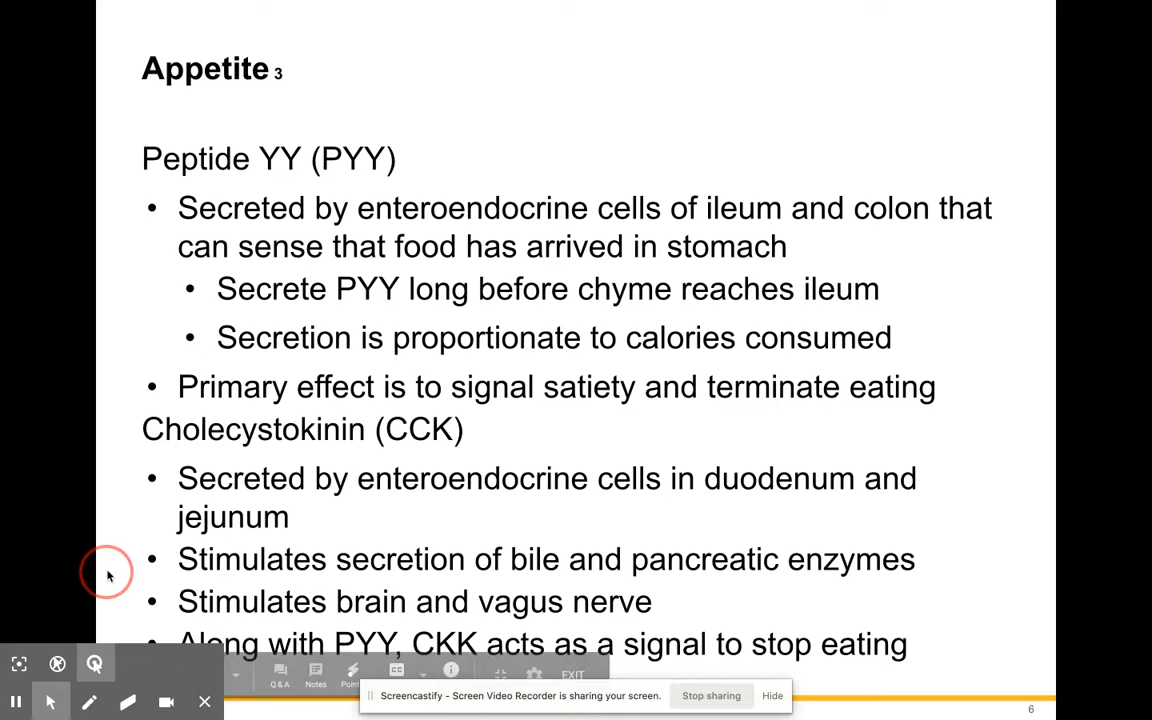 Appetite 3
Peptide YY (PYY)
• Secreted by enteroendocrine cells of ileum and colon that
can sense that food has arrived in stomach
• Secrete PYY long before chyme reaches ileum
• Secretion is proportionate to calories consumed
• Primary effect is to signal satiety and terminate eating
Cholecystokinin (CCK)
• Secreted by enteroendocrine cells in duodenum and
jejunum
• Stimulates secretion of bile and pancreatic enzymes
• Stimulates brain and vagus nerve
• Along with PYY, CKK acts as a signal to stop eating
Q & A Notes CC EXIT
Screencastify - Screen Video Recorder is sharing your screen. Stop sharing Hide
6